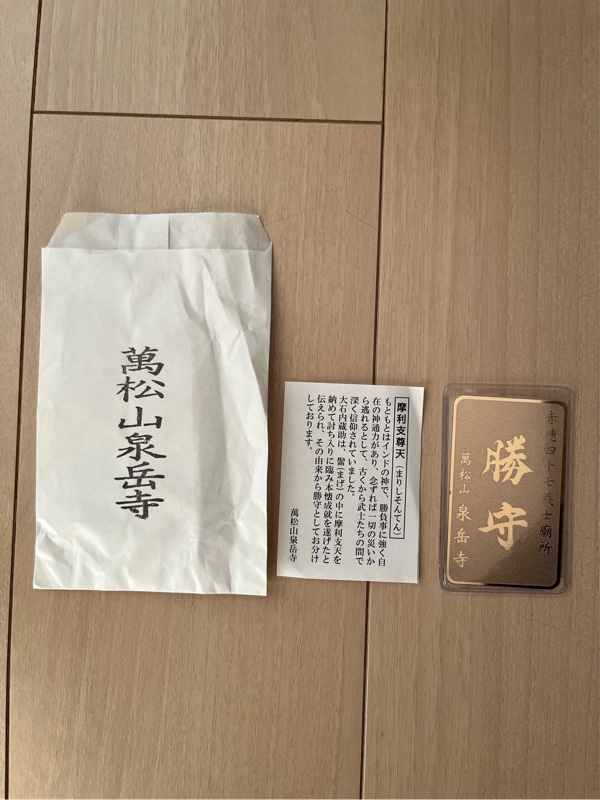 萬松山泉岳寺
摩利支尊天(まりしそんてん)
もともとはインドの神で、勝負事に強く自
在の神通力があり、念ずれば一切の災いか
ら逃れるとして、古くから武士たちの間で
深く信仰されていました。
大石内蔵助は、髷(まげ)の中に摩利支天を
納めて討ち入りに臨み本懐成就を遂げたと
伝えられ、その由来から勝守としてお分け
しております。
萬松山泉岳寺
赤穂四十七義士廟所
勝守
萬松山 泉岳寺